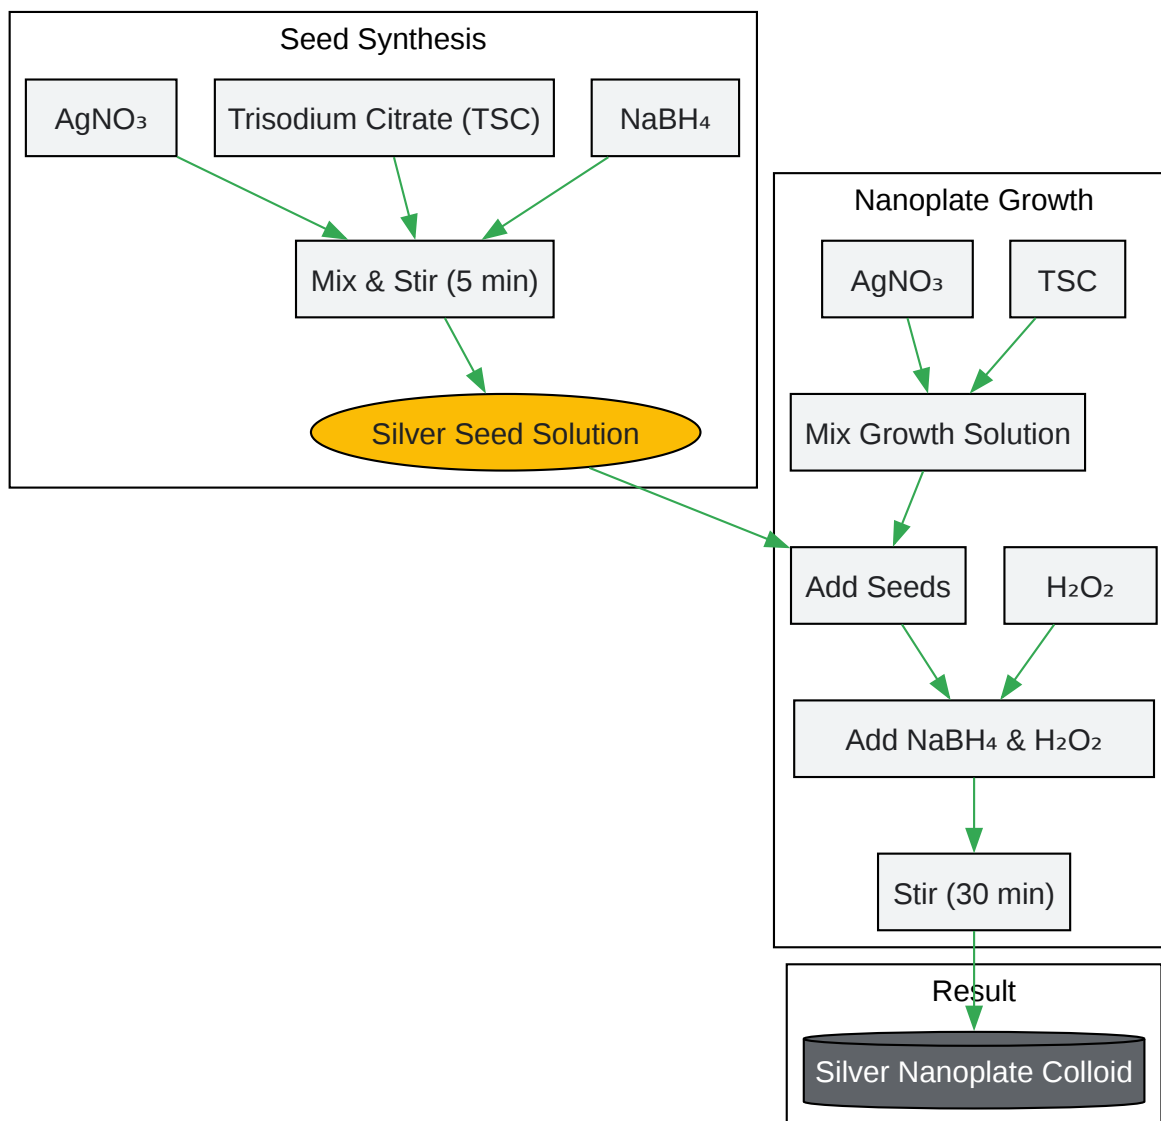 Seed Synthesis
AgNO₃
Trisodium Citrate (TSC)
NaBH₄
Mix & Stir (5 min)
Silver Seed Solution
Nanoplate Growth
AgNO₃
TSC
Mix Growth Solution
Add Seeds
H₂O₂
Add NaBH₄ & H₂O₂
Stir (30 min)
Result
Silver Nanoplate Colloid